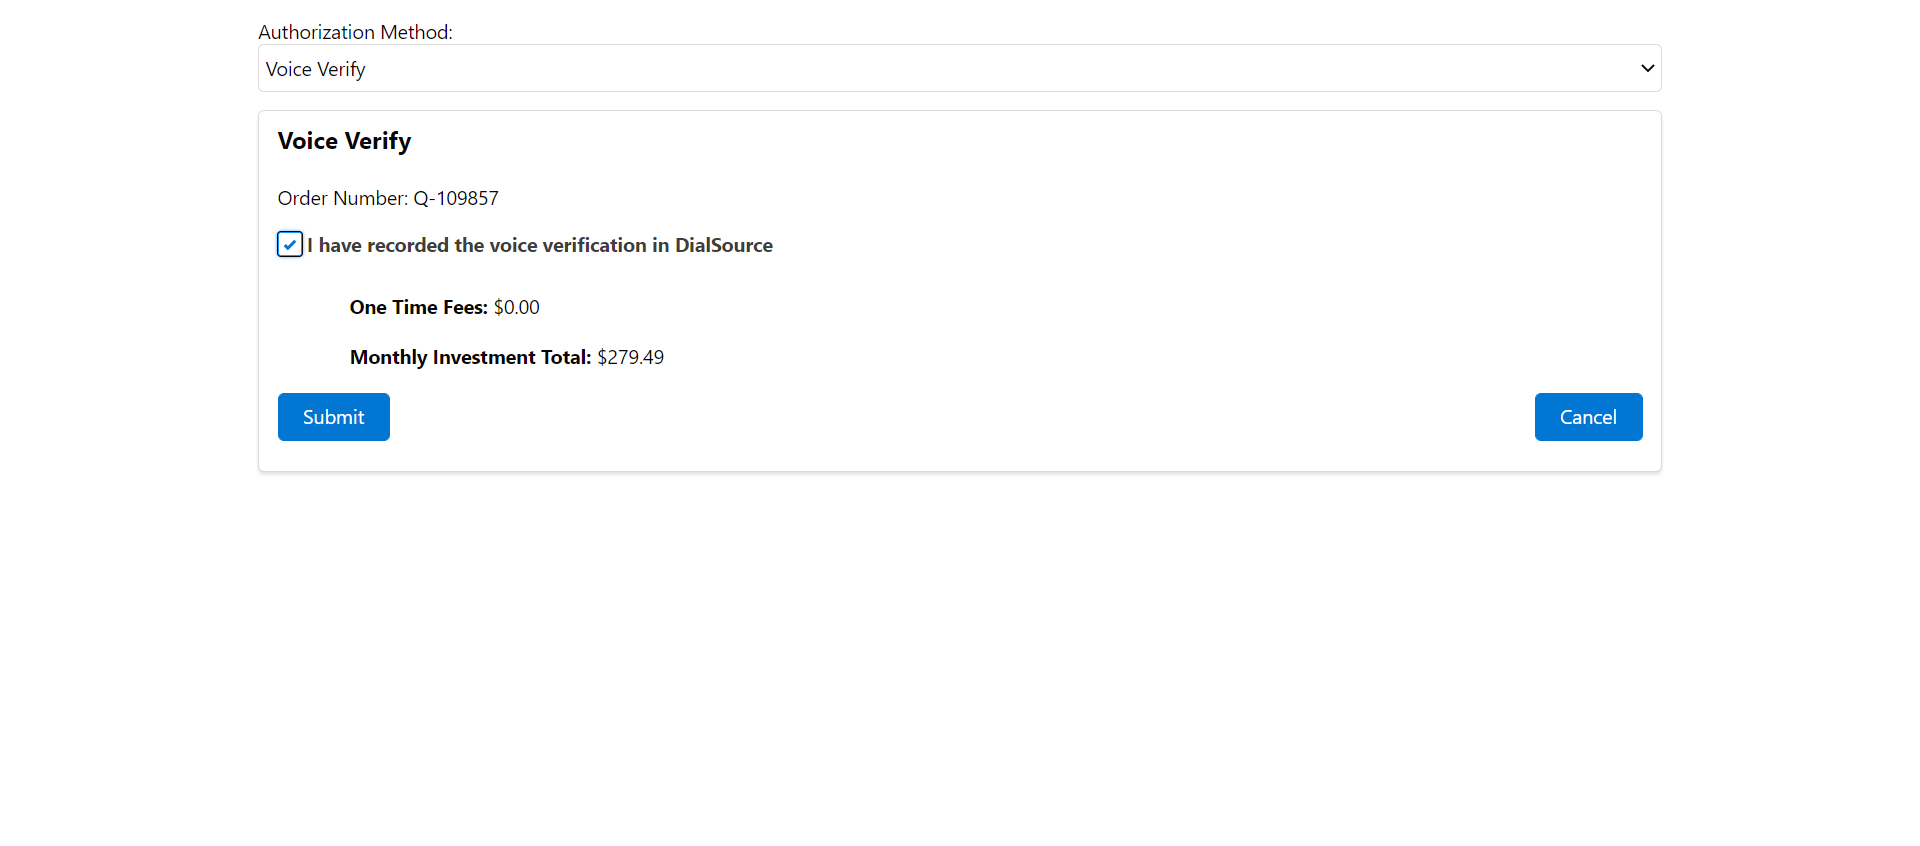 Authorization Method:
Voice Verify
Voice Verify
Order Number: Q-109857
I have recorded the voice verification in DialSource
One Time Fees: $0.00
Monthly Investment Total: $279.49
Submit
Cancel